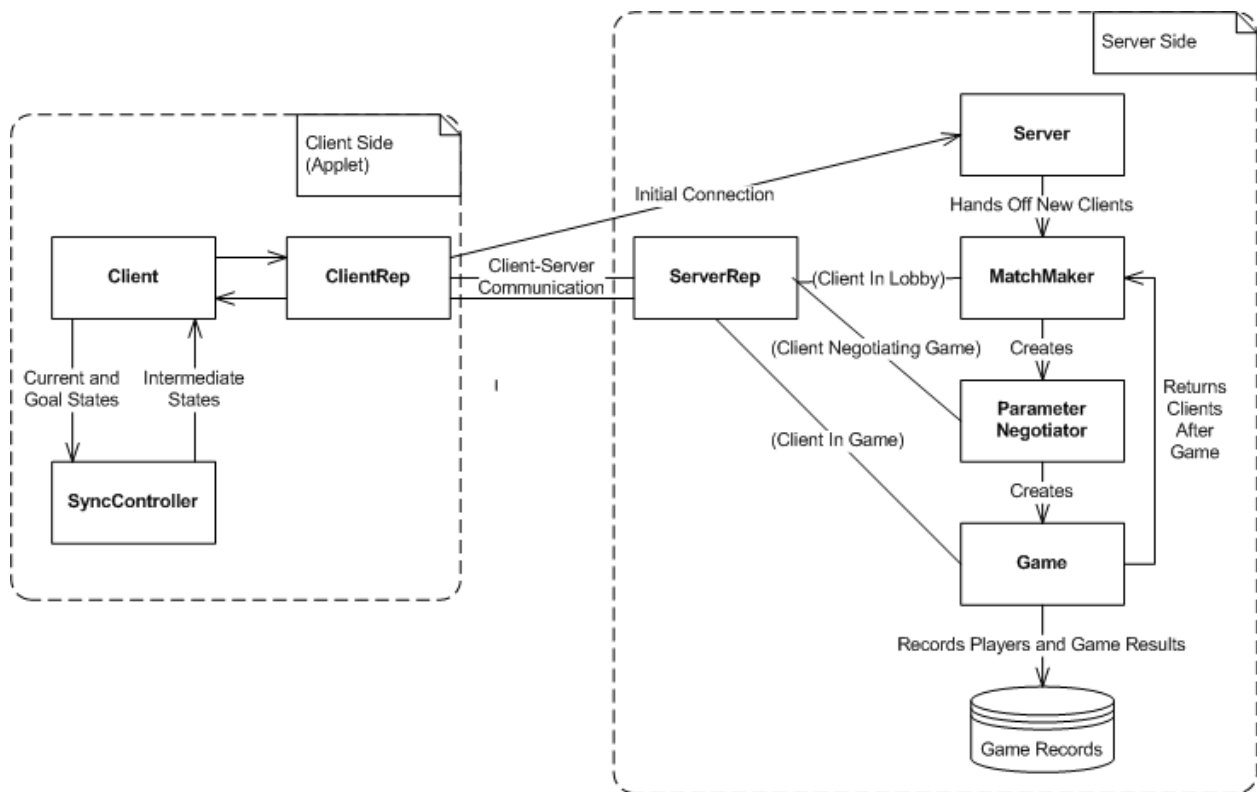 Server Side
Client Side
(Applet)
Server
Initial Connection
Hands Off New Clients
Client
ClientRep
Client-Server
Communication
ServerRep
(Client In Lobby)
MatchMaker
(Client Negotiating Game)
Creates
Current and
Goal States
Intermediate
States
Returns
Clients
After
Game
Parameter
Negotiator
(Client In Game)
SyncController
Creates
Game
Records Players and Game Results
Game Records